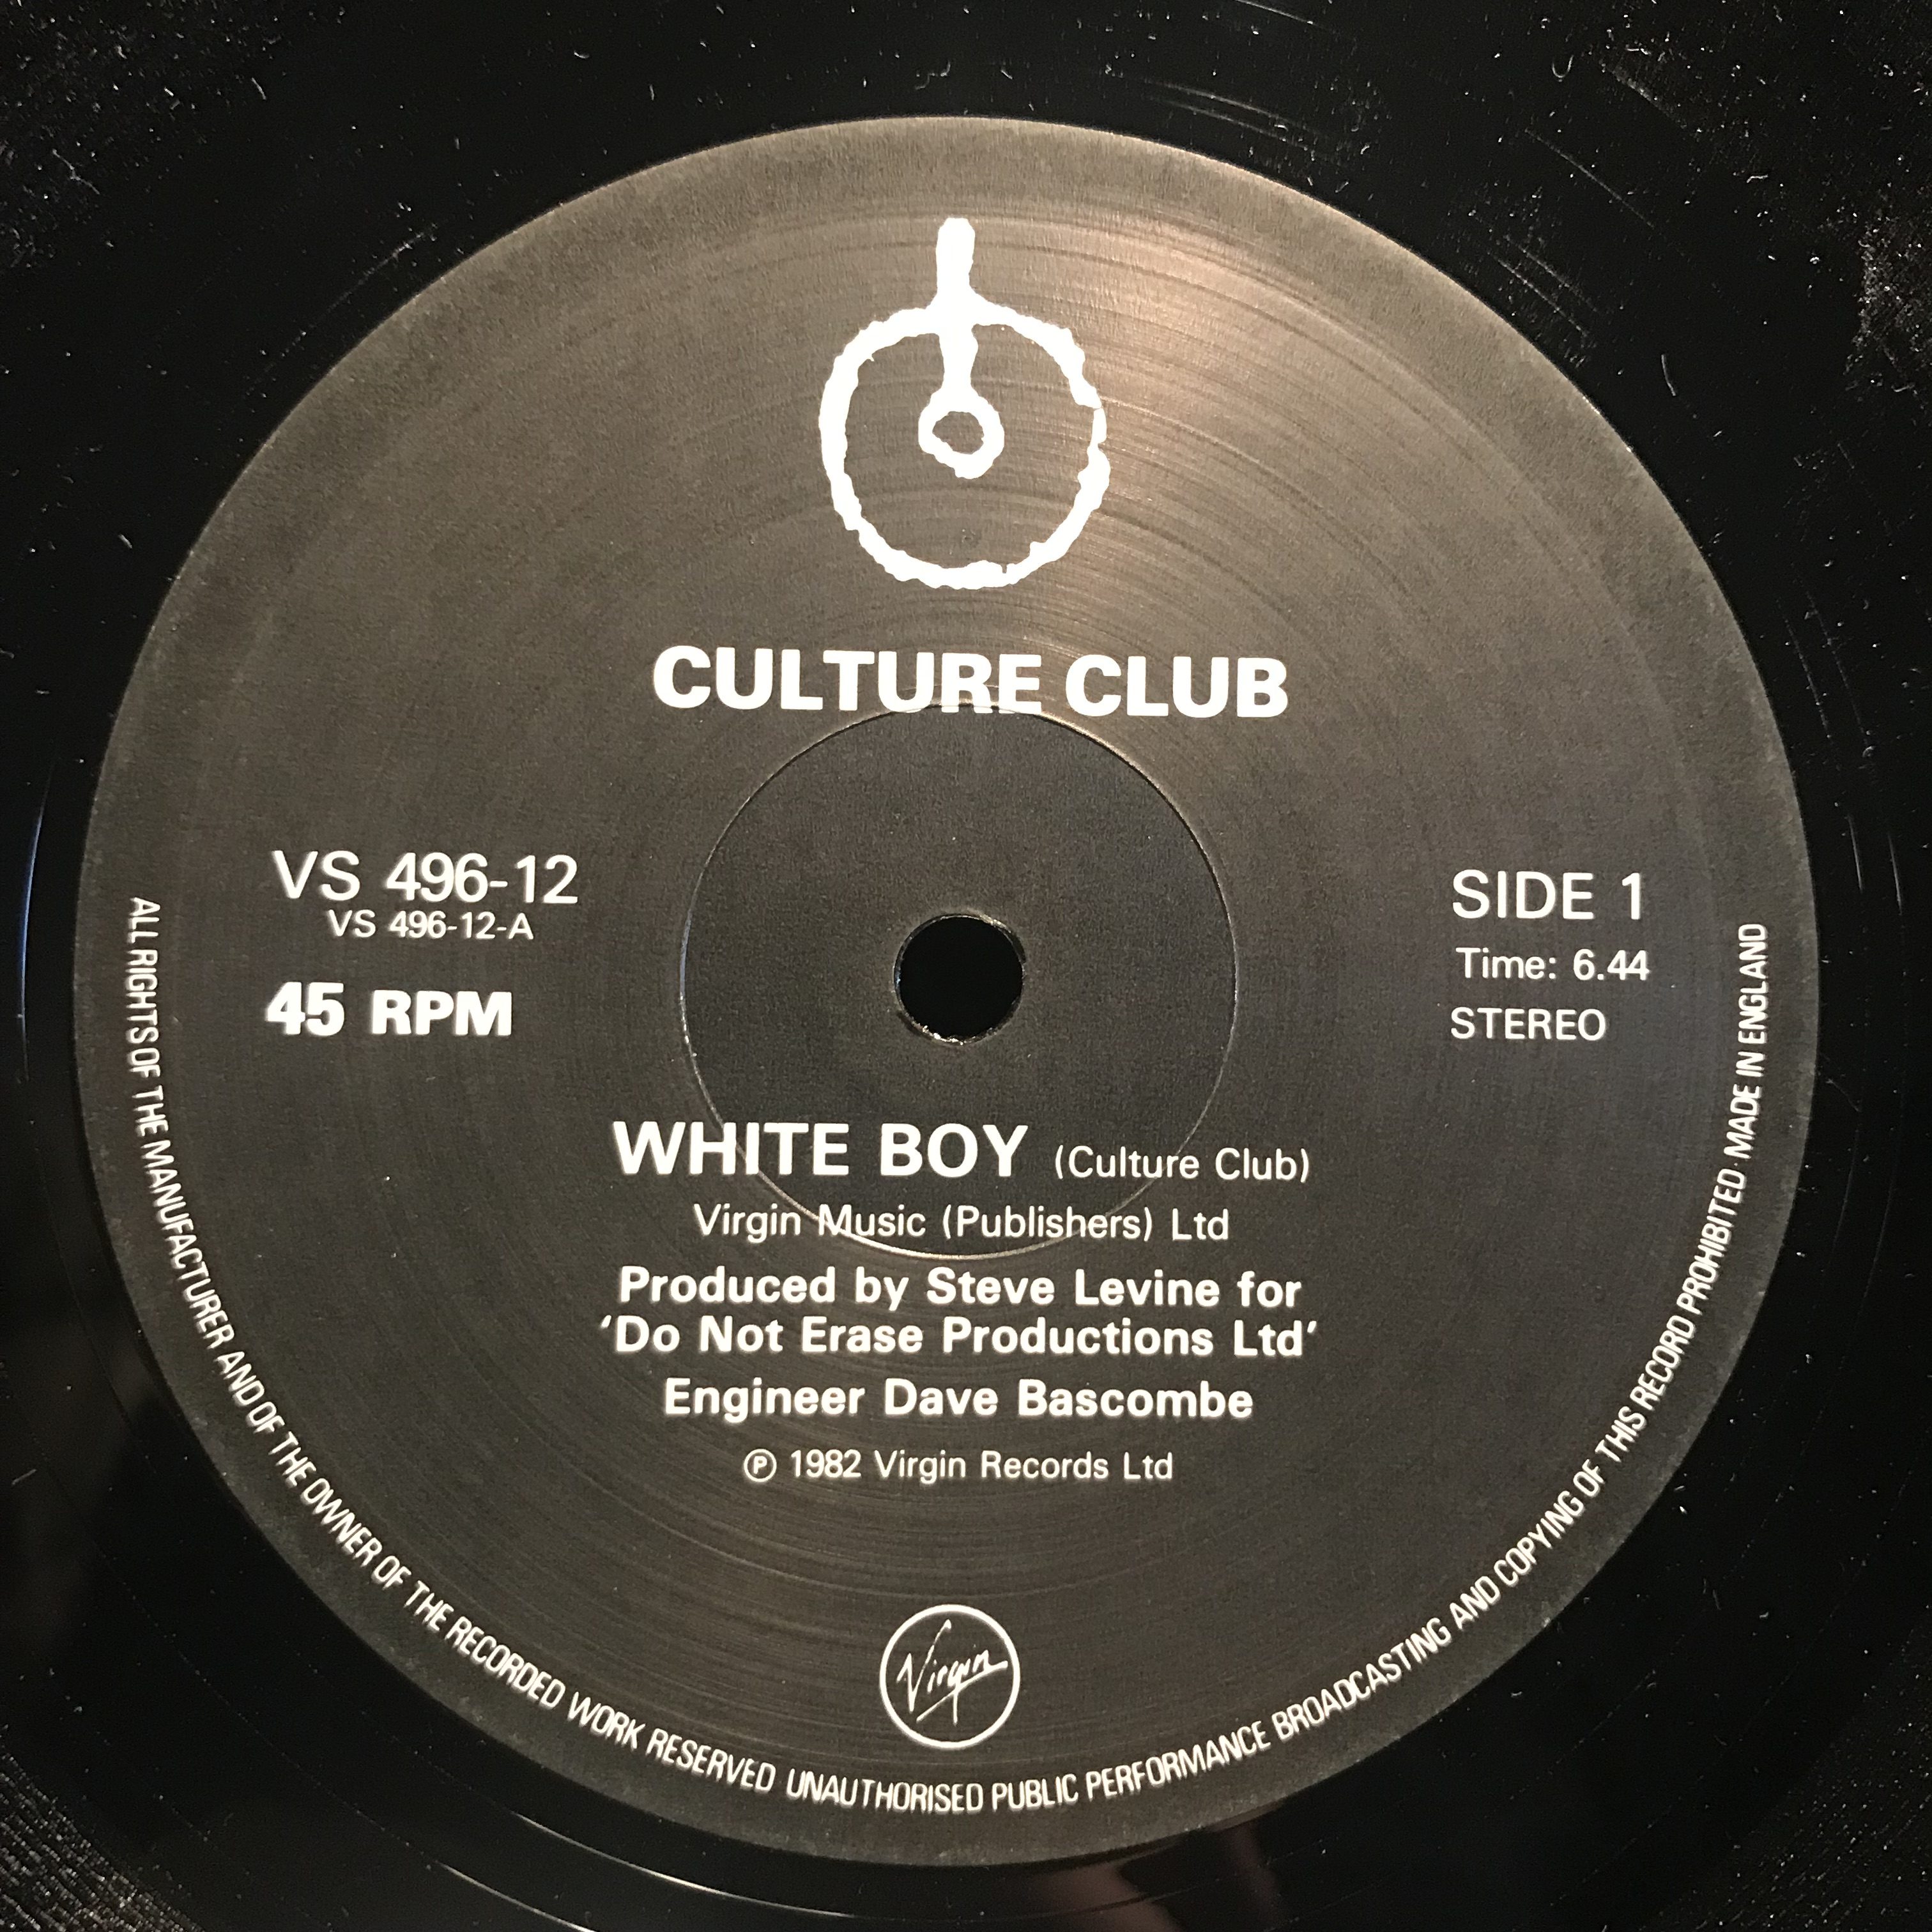 CULTURE CLUB
VS 496-12
VS 496-12-A
45 RPM
SIDE 1
Time: 6.44
STEREO
WHITE BOY (Culture Club)
Virgin Music (Publishers) Ltd
Produced by Steve Levine for
‘Do Not Erase Productions Ltd’
Engineer Dave Bascombe
℗ 1982 Virgin Records Ltd
Virgin
ALL RIGHTS OF THE MANUFACTURER AND OF THE OWNER OF THE RECORDED WORK RESERVED UNAUTHORISED PUBLIC PERFORMANCE BROADCASTING AND COPYING OF THIS RECORD PROHIBITED·MADE IN ENGLAND